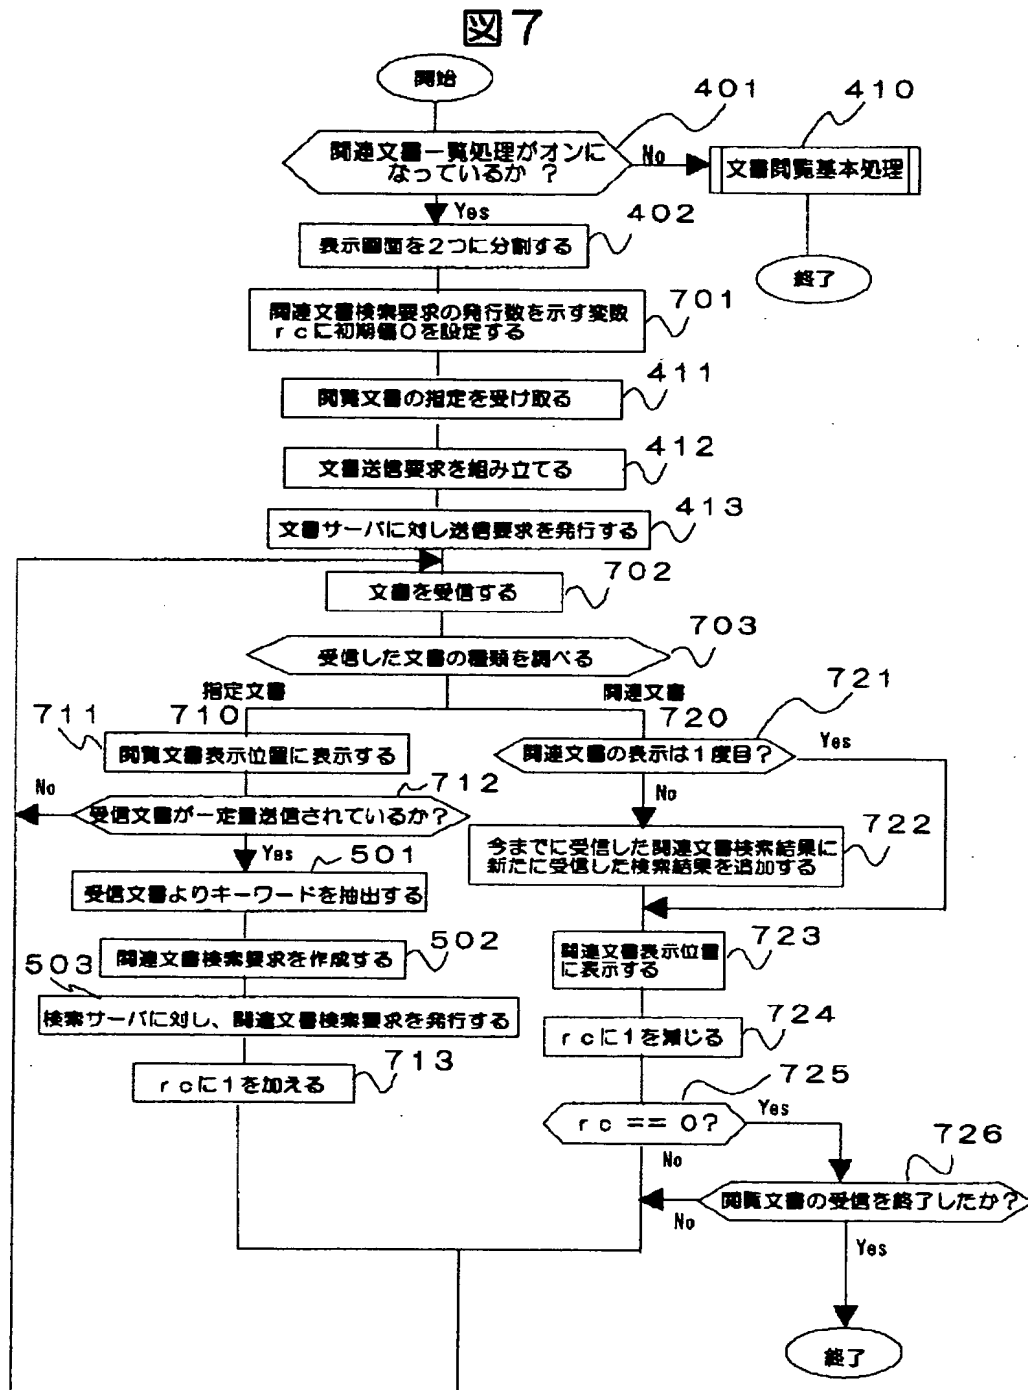 図7
開始
401
410
関連文書一覧処理がオンに
なっているか ?
No
文書閲覧基本処理
Yes
402
表示画面を2つに分割する
終了
701
関連文書検索要求の発行数を示す変数
rcに初期値0を設定する
411
閲覧文書の指定を受け取る
412
文書送信要求を組み立てる
413
文書サーバに対し送信要求を発行する
702
文書を受信する
703
受信した文書の種類を調べる
指定文書
関連文書
721
711
710
720
閲覧文書表示位置に表示する
関連文書の表示は1度目?
Yes
No
712
受信文書が一定量送信されているか?
No
722
今までに受信した関連文書検索結果に
新たに受信した検索結果を追加する
Yes
501
受信文書よりキーワードを抽出する
502
723
関連文書検索要求を作成する
関連文書表示位置
に表示する
503
検索サーバに対し、関連文書検索要求を発行する
724
rcに1を減じる
713
rcに1を加える
725
rc == 0?
Yes
726
No
閲覧文書の受信を終了したか?
No
Yes
終了